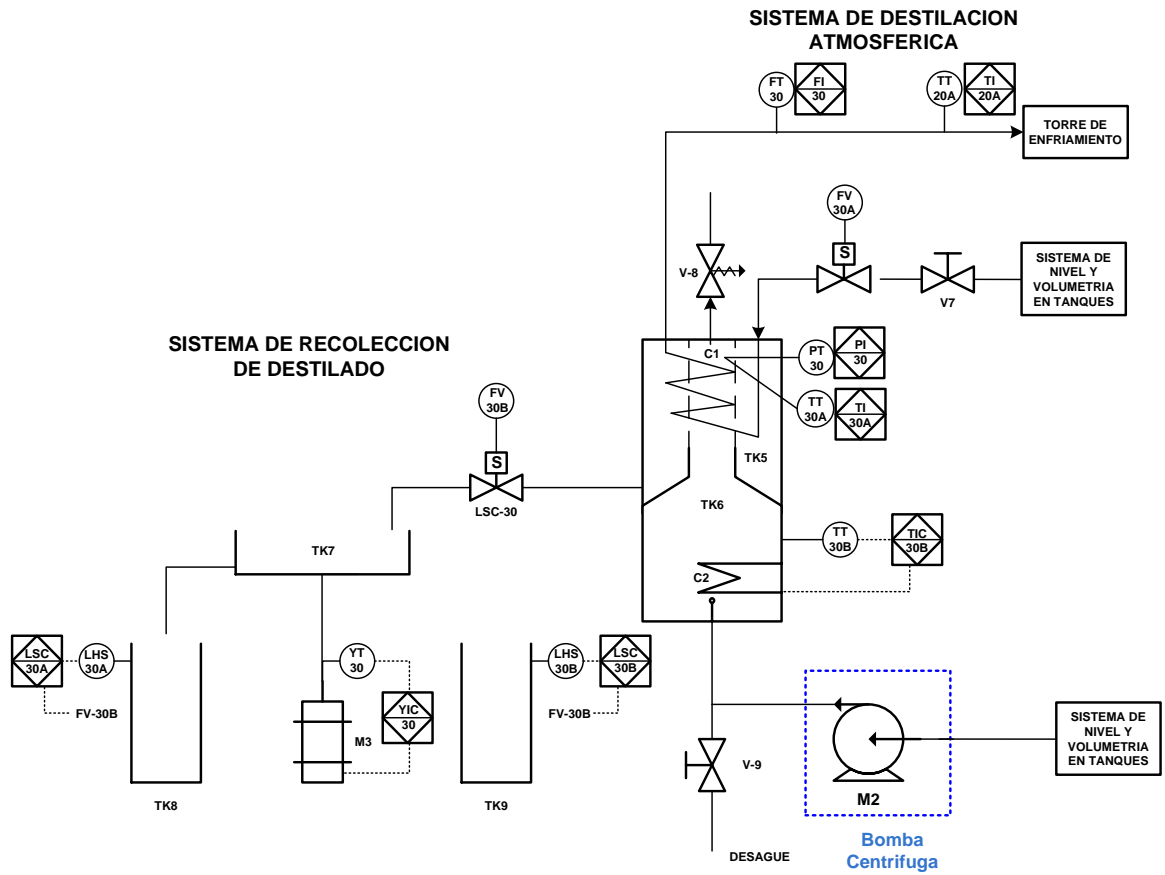 SISTEMA DE DESTILACION
ATMOSFERICA
FT
30
FI
30
TT
20A
TI
20A
TORRE DE
ENFRIAMIENTO
FV
30A
S
V-8
V7
SISTEMA DE
NIVEL Y
VOLUMETRIA
EN TANQUES
SISTEMA DE RECOLECCION
DE DESTILADO
C1
PT
30
PI
30
TT
30A
TI
30A
FV
30B
S
LSC-30
TK5
TK6
TK7
TT
30B
TIC
30B
C2
LSC
30A
LHS
30A
FV-30B
TK8
YT
30
YIC
30
M3
LHS
30B
LSC
30B
FV-30B
TK9
V-9
M2
SISTEMA DE
NIVEL Y
VOLUMETRIA
EN TANQUES
DESAGUE
Bomba
Centrifuga